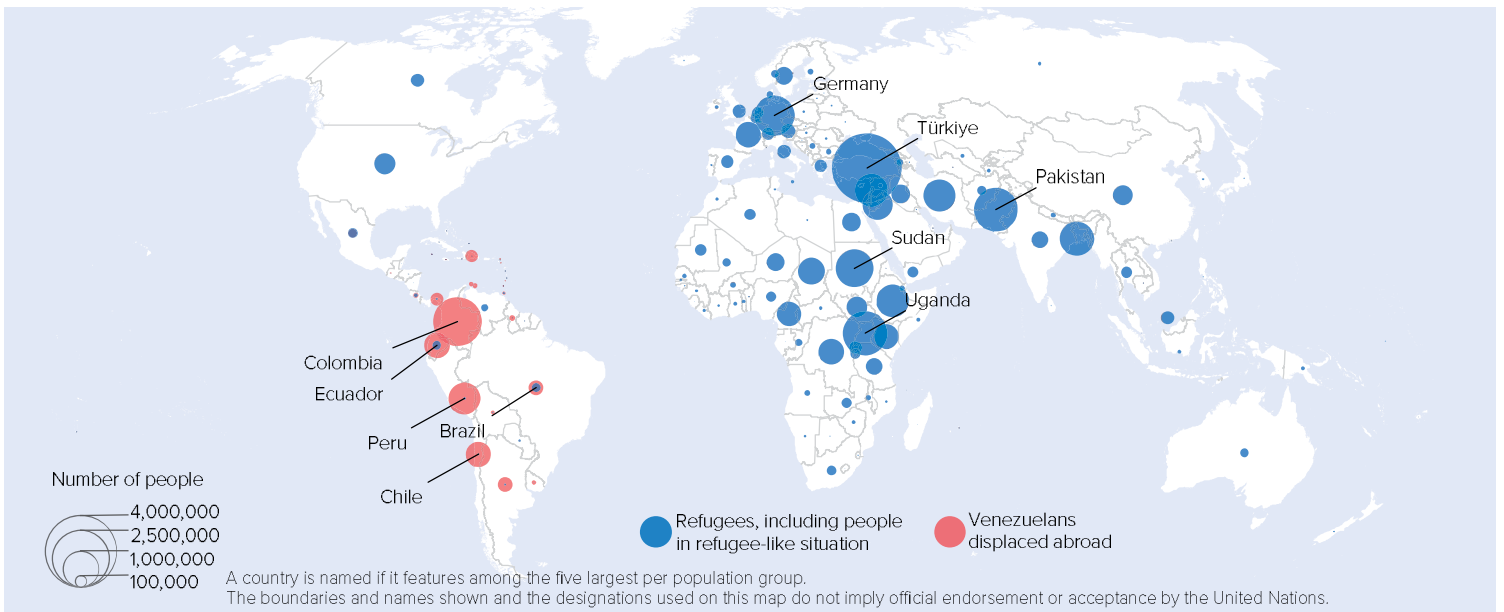 Germany
Türkiye
Pakistan
Sudan
Uganda
Colombia
Ecuador
Peru
Brazil
Chile
Number of people
4,000,000
2,500,000
1,000,000
100,000
Refugees, including people
in refugee-like situation
Venezuelans
displaced abroad
A country is named if it features among the five largest per population group.
The boundaries and names shown and the designations used on this map do not imply official endorsement or acceptance by the United Nations.